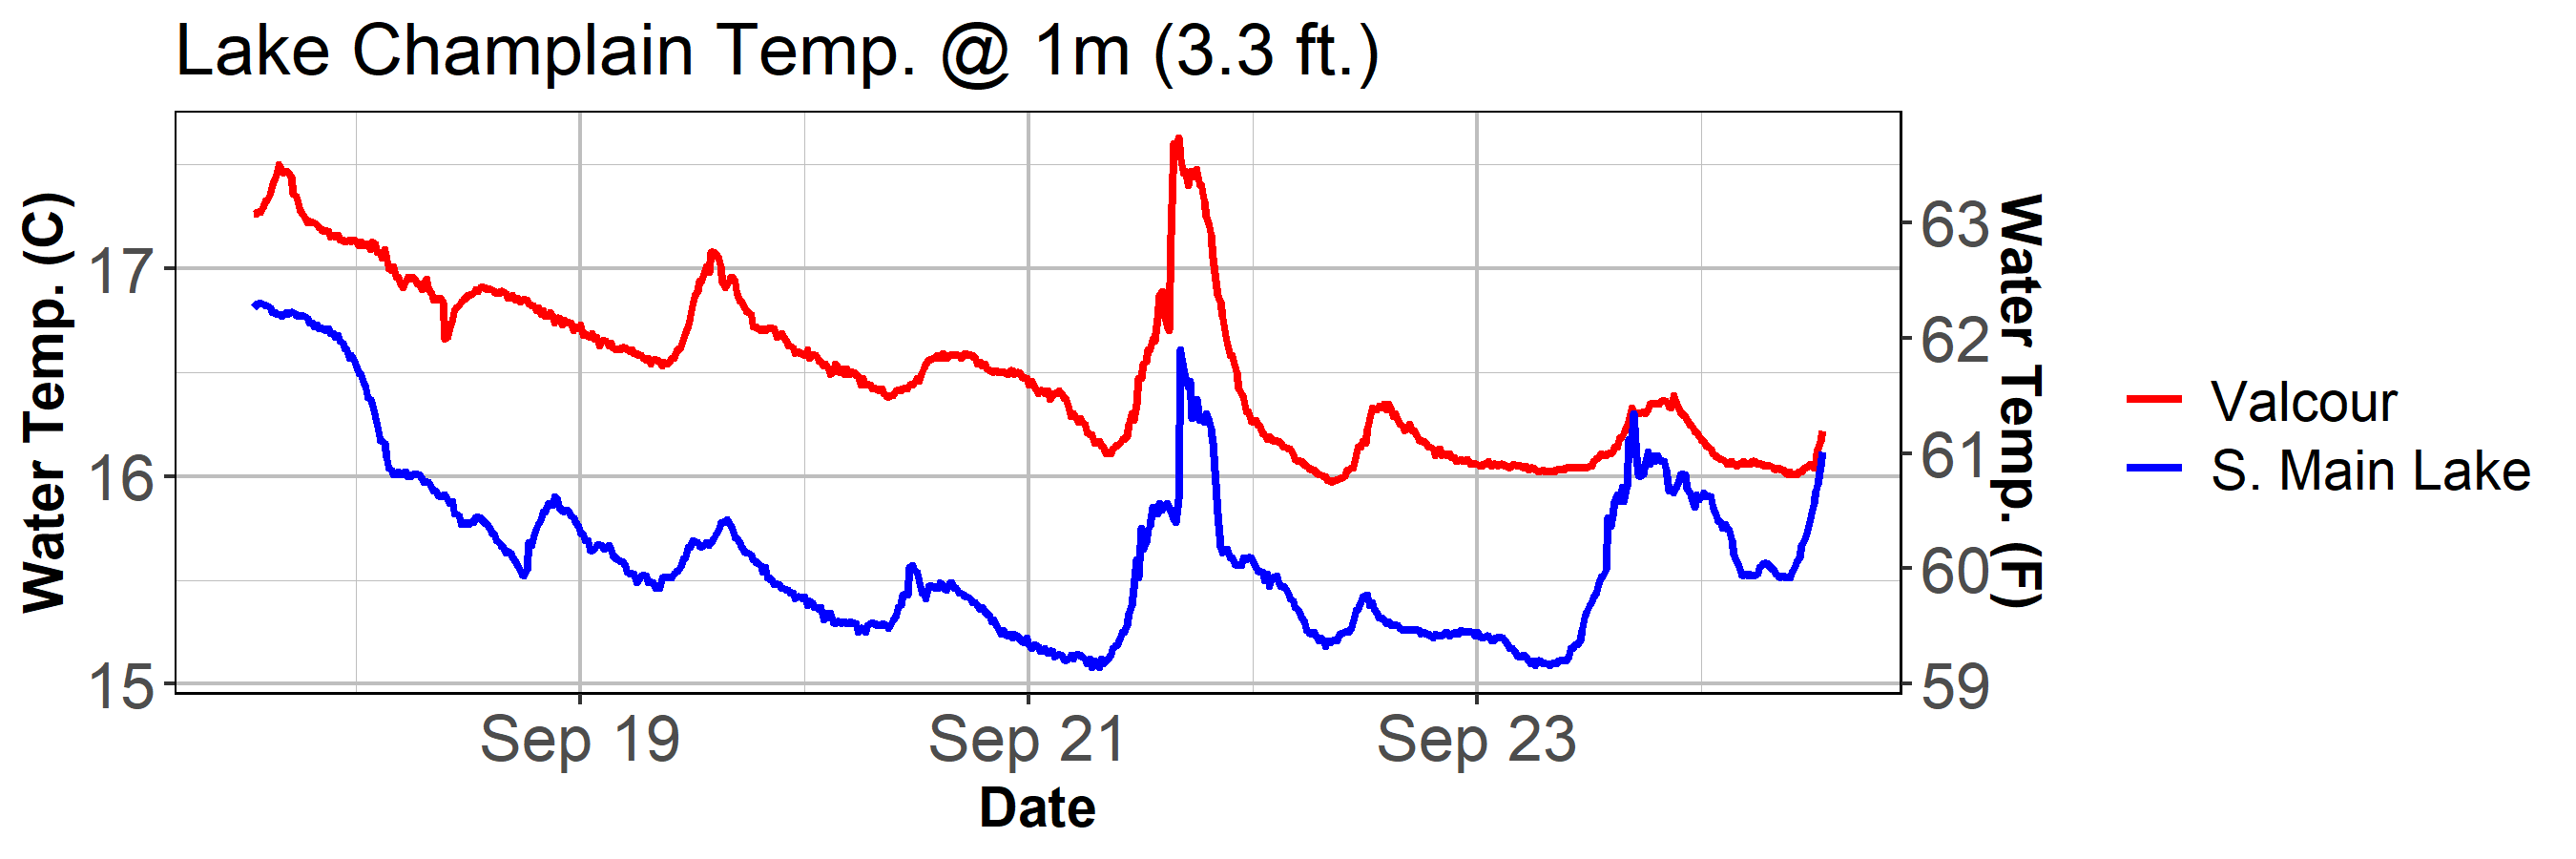 Lake Champlain Temp. @ 1m (3.3 ft.)
Water Temp. (C)
17
16
15
63
62
61
60
59
Water Temp. (F)
Valcour
S. Main Lake
Sep 19
Sep 21
Sep 23
Date